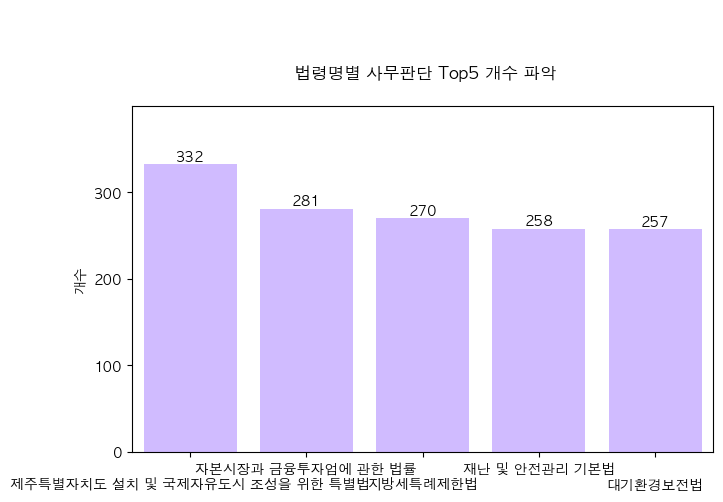 법령명별 사무판단 Top5 개수 파악
332
281
270
258
257
300
200
100
0
개수
자본시장과 금융투자업에 관한 법률
재난 및 안전관리 기본법
제주특별자치도 설치 및 국제자유도시 조성을 위한 특별법
지방세특례제한법
대기환경보전법